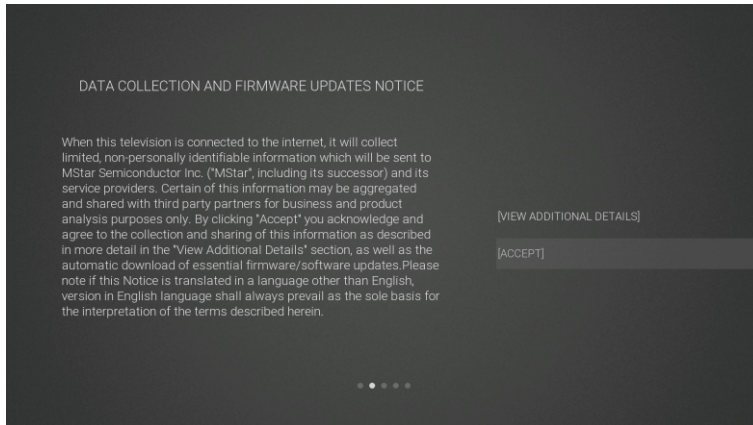 DATA COLLECTION AND FIRMWARE UPDATES NOTICE
When this television is connected to the internet, it will collect
limited, non-personally identifiable information which will be sent to
MStar Semiconductor Inc. ("MStar", including its successor) and its
service providers. Certain of this information may be aggregated
and shared with third party partners for business and product
analysis purposes only. By clicking "Accept" you acknowledge and
agree to the collection and sharing of this information as described
in more detail in the "View Additional Details" section, as well as the
automatic download of essential firmware/software updates.Please
note if this Notice is translated in a language other than English,
version in English language shall always prevail as the sole basis for
the interpretation of the terms described herein.
[VIEW ADDITIONAL DETAILS]
[ACCEPT]